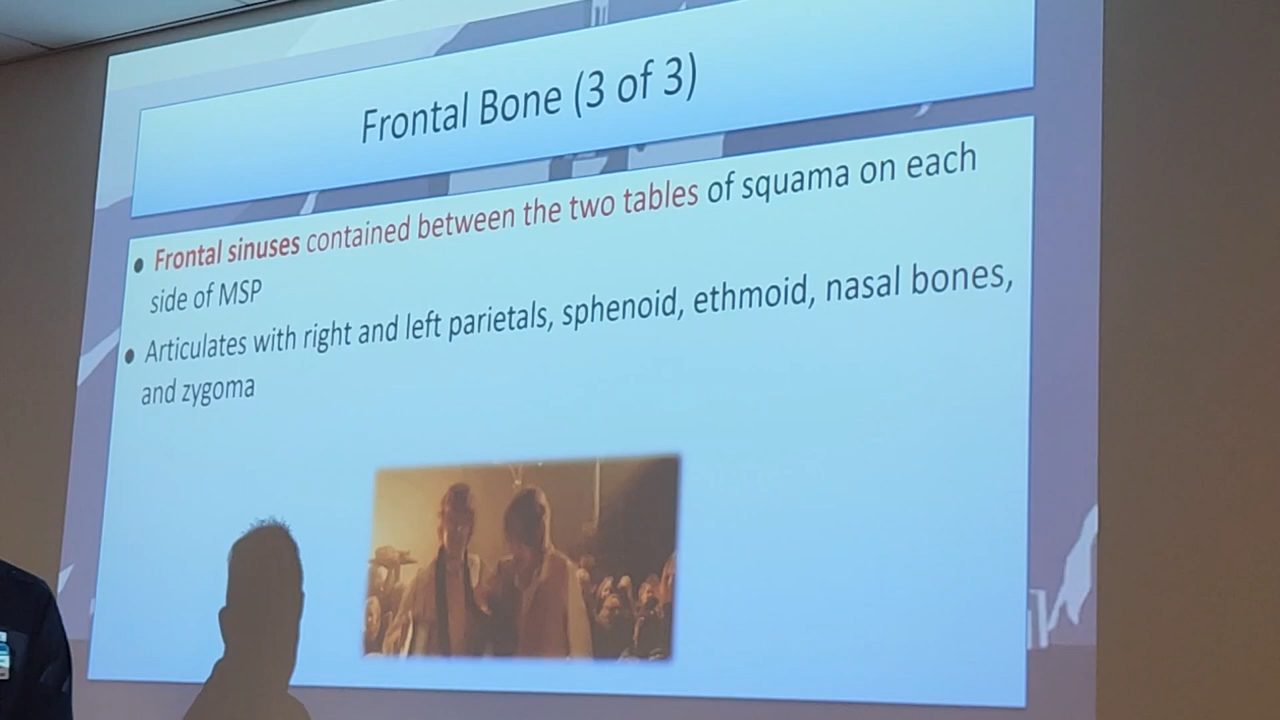 Frontal Bone (3 of 3)
• Frontal sinuses contained between the two tables of squama on each
side of MSP
• Articulates with right and left parietals, sphenoid, ethmoid, nasal bones,
and zygoma